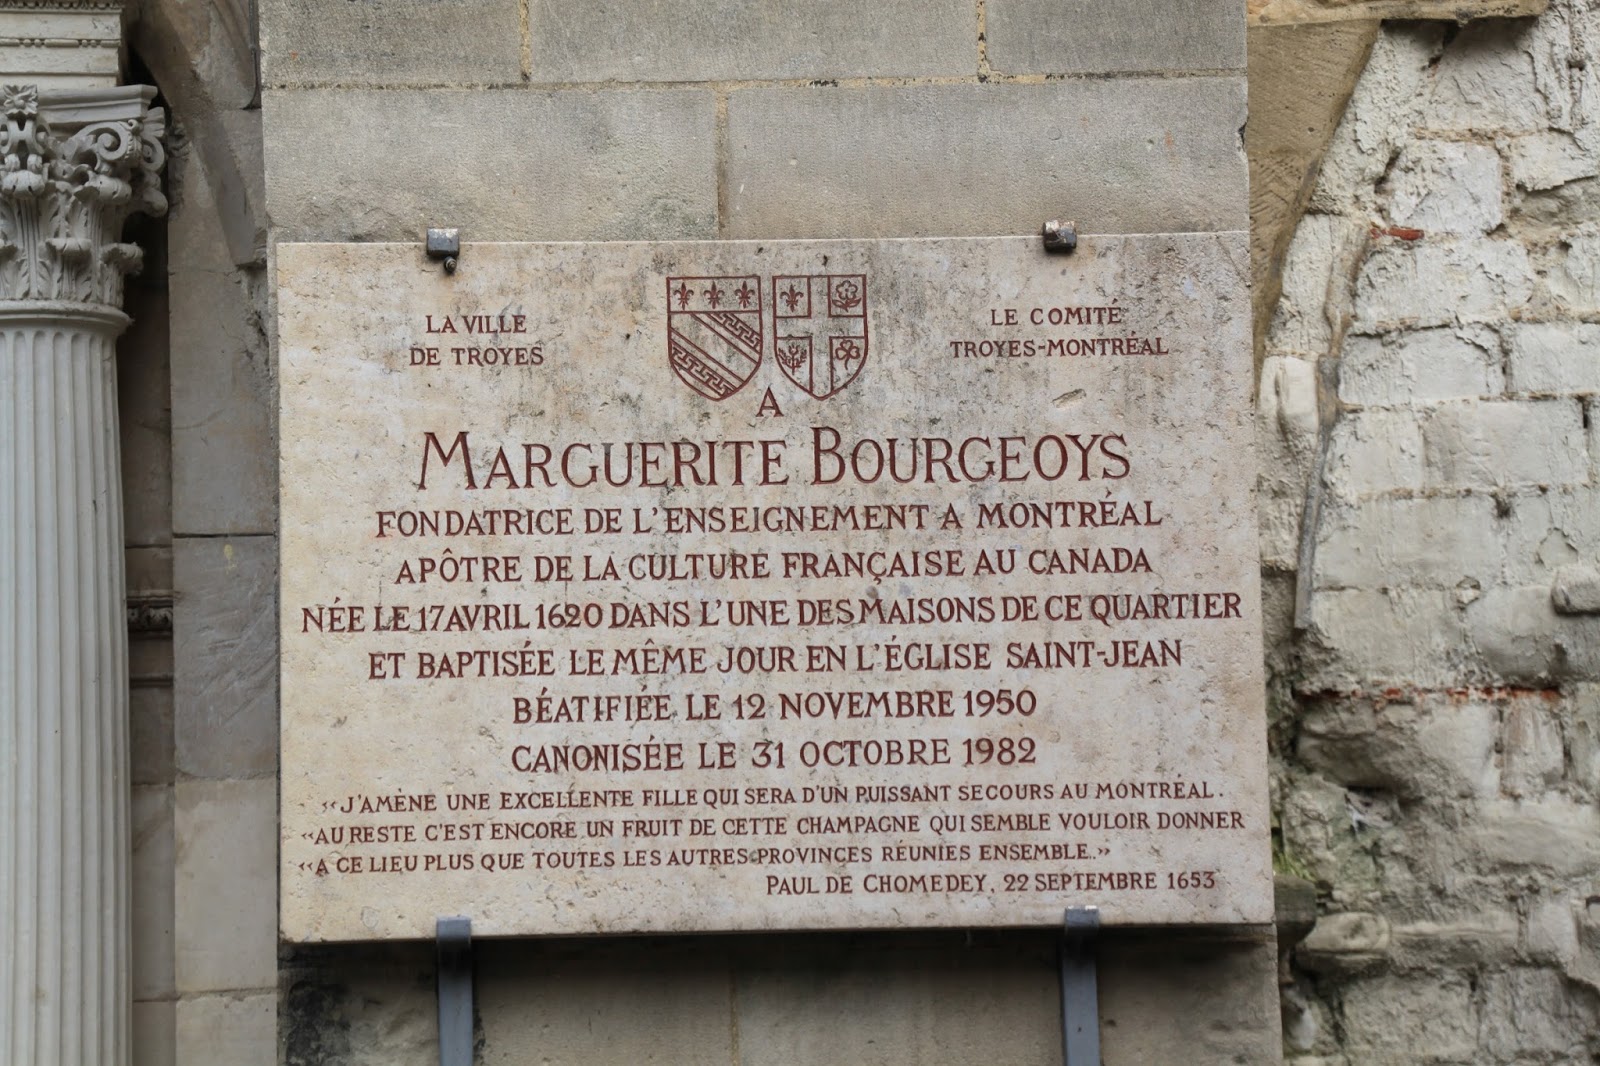 LA VILLE
DE TROYES
LE COMITÉ
TROYES-MONTRÉAL
A
MARGUERITE BOURGEOYS
FONDATRICE DE L'ENSEIGNEMENT A MONTRÉAL
APÔTRE DE LA CULTURE FRANÇAISE AU CANADA
NÉE LE 17 AVRIL 1620 DANS L'UNE DES MAISONS DE CE QUARTIER
ET BAPTISÉE LE MÊME JOUR EN L'ÉGLISE SAINT-JEAN
BÉATIFIÉE LE 12 NOVEMBRE 1950
CANONISÉE LE 31 OCTOBRE 1982
‹‹ J'AMÈNE UNE EXCELLENTE FILLE QUI SERA D'UN PUISSANT SECOURS AU MONTRÉAL.
‹‹ AU RESTE C'EST ENCORE UN FRUIT DE CETTE CHAMPAGNE QUI SEMBLE VOULOIR DONNER
‹‹ A CE LIEU PLUS QUE TOUTES LES AUTRES PROVINCES RÉUNIES ENSEMBLE..››
PAUL DE CHOMEDEY, 22 SEPTEMBRE 1653